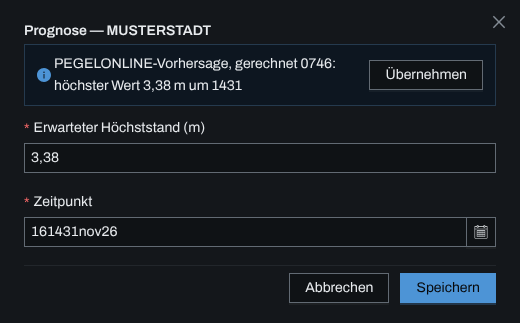 Prognose — MUSTERSTADT
PEGELONLINE-Vorhersage, gerechnet 0746:
höchster Wert 3,38 m um 1431
Übernehmen
* Erwarteter Höchststand (m)
3,38
* Zeitpunkt
161431nov26
Abbrechen
Speichern